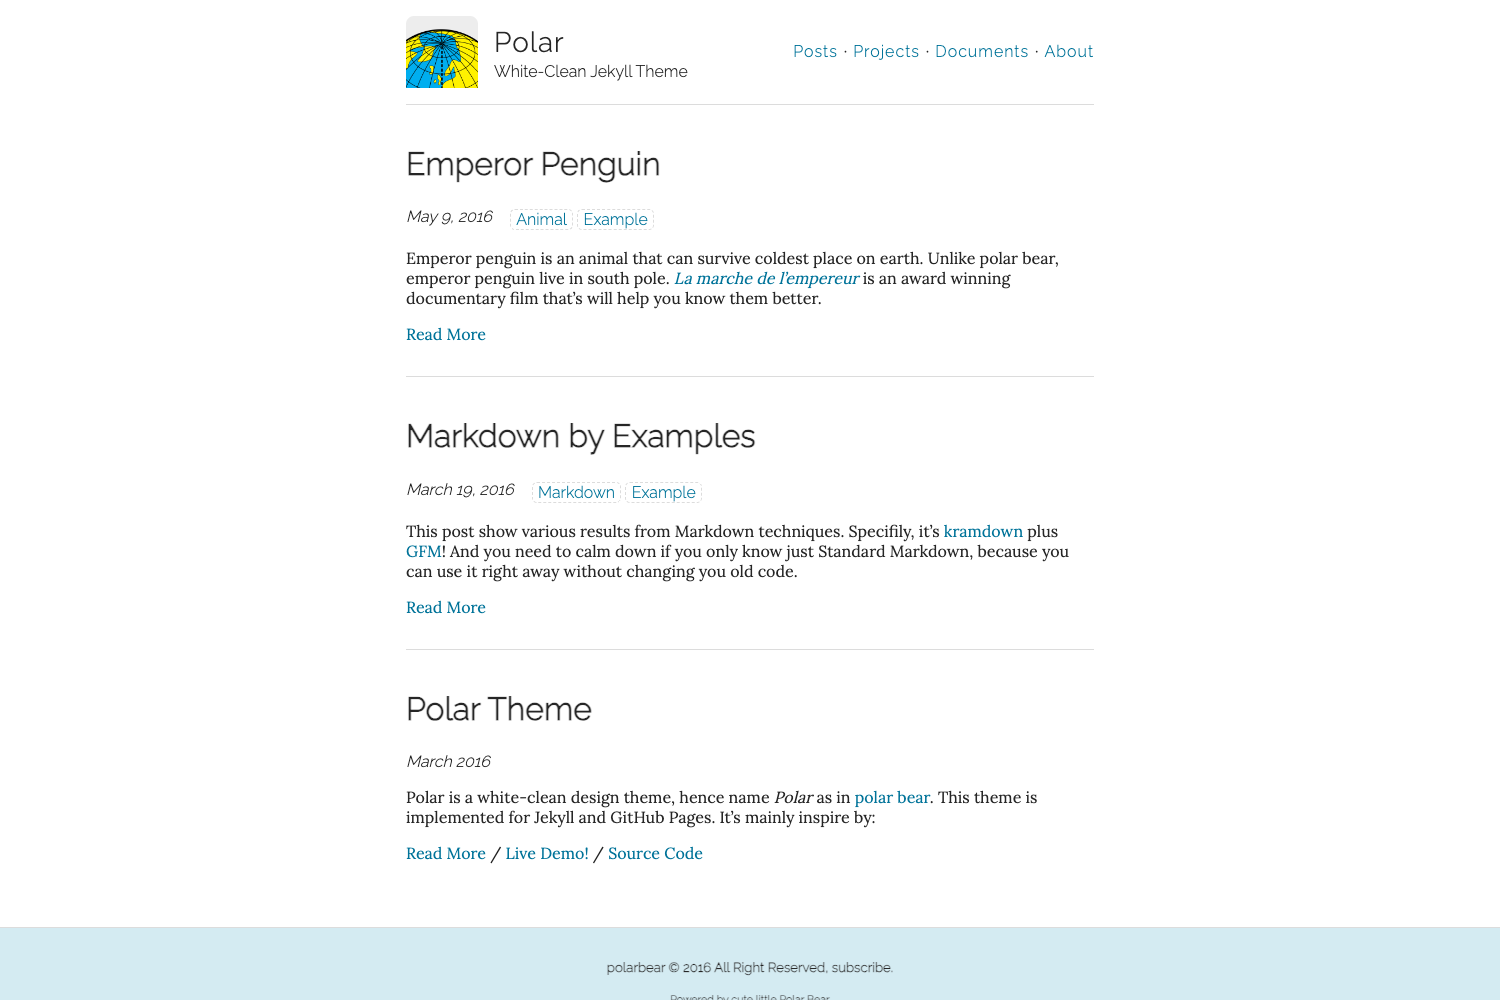 Polar
White-Clean Jekyll Theme
Posts · Projects · Documents · About
Emperor Penguin
May 9, 2016 Animal Example
Emperor penguin is an animal that can survive coldest place on earth. Unlike polar bear,
emperor penguin live in south pole. La marche de l’empereur is an award winning
documentary film that’s will help you know them better.
Read More
Markdown by Examples
March 19, 2016 Markdown Example
This post show various results from Markdown techniques. Specifily, it’s kramdown plus
GFM! And you need to calm down if you only know just Standard Markdown, because you
can use it right away without changing you old code.
Read More
Polar Theme
March 2016
Polar is a white-clean design theme, hence name Polar as in polar bear. This theme is
implemented for Jekyll and GitHub Pages. It’s mainly inspire by:
Read More / Live Demo! / Source Code
polarbear © 2016 All Right Reserved, subscribe.
Powered by cute little Polar Bear